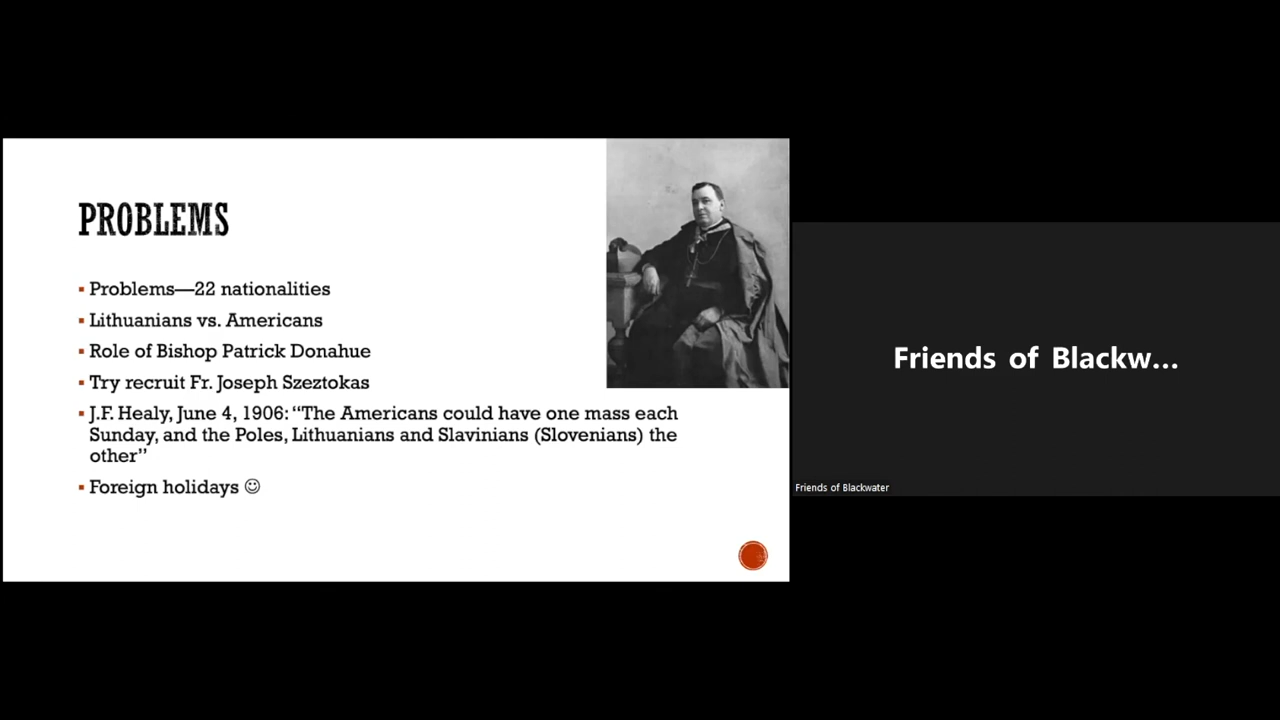 PROBLEMS
Problems—22 nationalities
Lithuanians vs. Americans
Role of Bishop Patrick Donahue
Try recruit Fr. Joseph Szeztokas
J.F. Healy, June 4, 1906: “The Americans could have one mass each
Sunday, and the Poles, Lithuanians and Slavinians (Slovenians) the
other”
Foreign holidays ☺
Friends of Blackw...
Friends of Blackwater